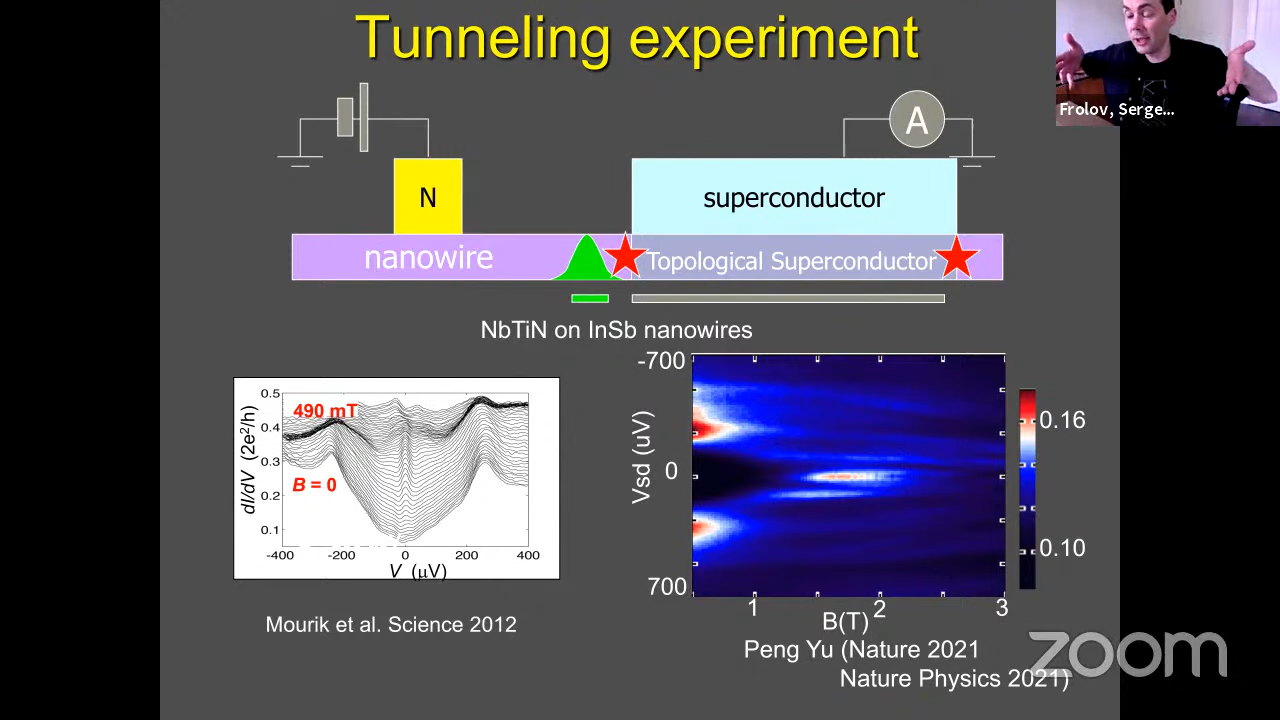 Tunneling experiment
Frolov, Serge...
A
N
superconductor
nanowire
Topological Superconductor
NbTiN on InSb nanowires
0.5
490 mT
0.4
0.3
B = 0
0.2
0.1
dI/dV (2e²/h)
-400 -200 0 200 400
V (μV)
Mourik et al. Science 2012
-700
0
700
Vsd (uV)
1 2 3
B(T)
0.16
0.10
Peng Yu (Nature 2021
Nature Physics 2021)
zoom